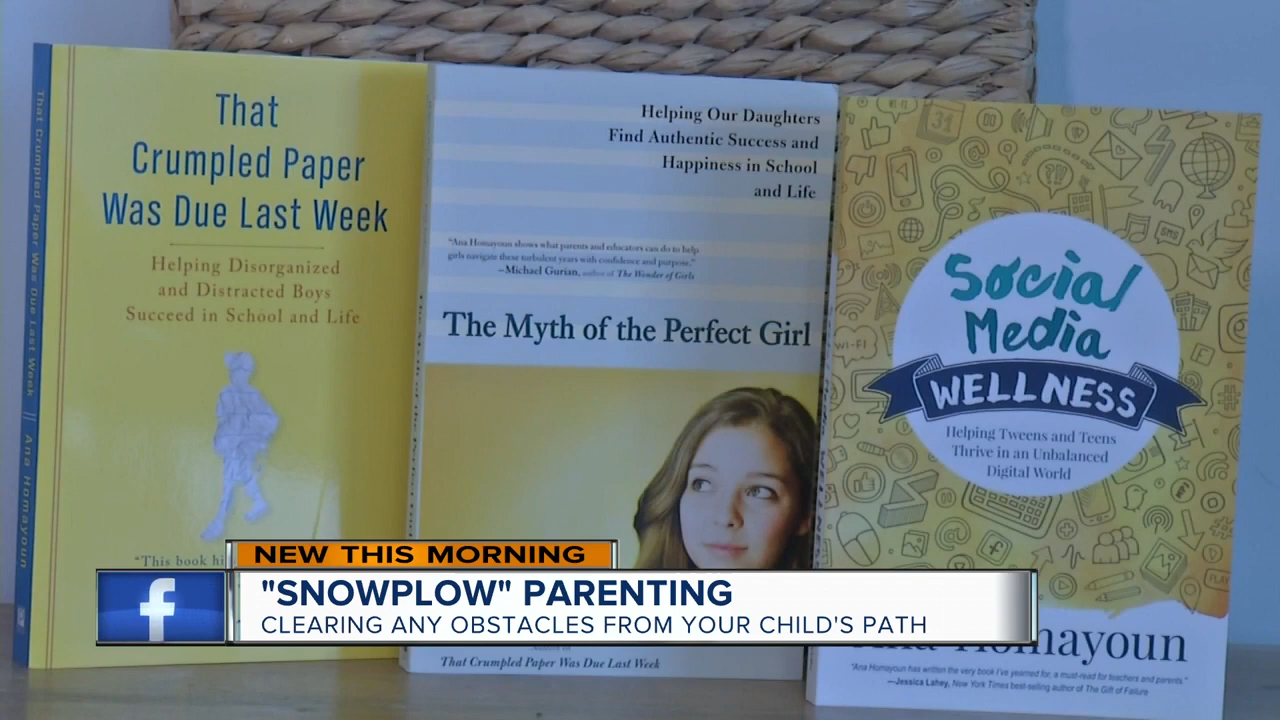 That Crumpled Paper Was Due Last Week || Ana Homayoun
That
Crumpled Paper
Was Due Last Week
Helping Disorganized
and Distracted Boys
Succeed in School and Life
"This book hi
Helping Our Daughters
Find Authentic Success and
Happiness in School
and Life
"Ana Homayoun shows what parents and educators can do to help
girls navigate these turbulent years with confidence and purpose."
—Michael Gurian, author of The Wonder of Girls
The Myth of the Perfect Girl
That Crumpled Paper Was Due Last Week
31
WI-FI
SMS
PLAY
Social
Media
WELLNESS
Helping Tweens and Teens
Thrive in an Unbalanced
Digital World
Ana Homayoun
"Ana Homayoun has written the very book I've yearned for, a must-read for teachers and parents."
—Jessica Lahey, New York Times best-selling author of The Gift of Failure
NEW THIS MORNING
f
"SNOWPLOW" PARENTING
CLEARING ANY OBSTACLES FROM YOUR CHILD'S PATH